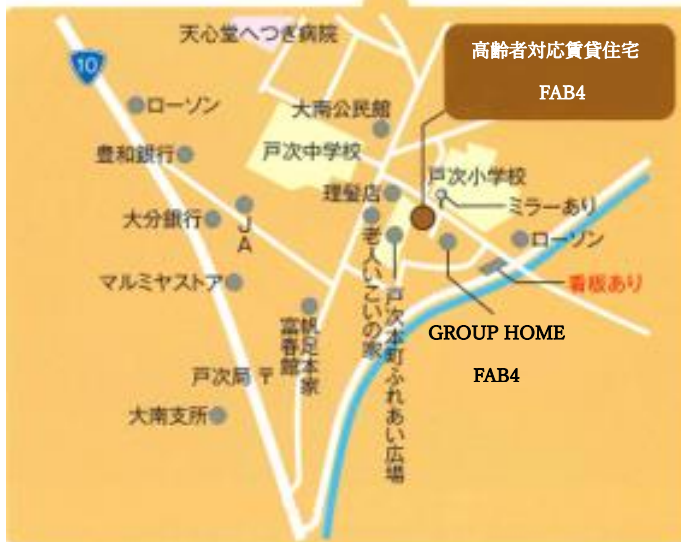 天心堂へつぎ病院
高齢者対応賃貸住宅
FAB4
10
ローソン
大南公民館
豊和銀行
戸次中学校
戸次小学校
理髪店
ミラーあり
大分銀行
JA
老人いこいの家
ローソン
マルミヤストア
看板あり
戸次本町ふれあい広場
GROUP HOME
FAB4
帆足本家
富春館
戸次局 〒
大南支所